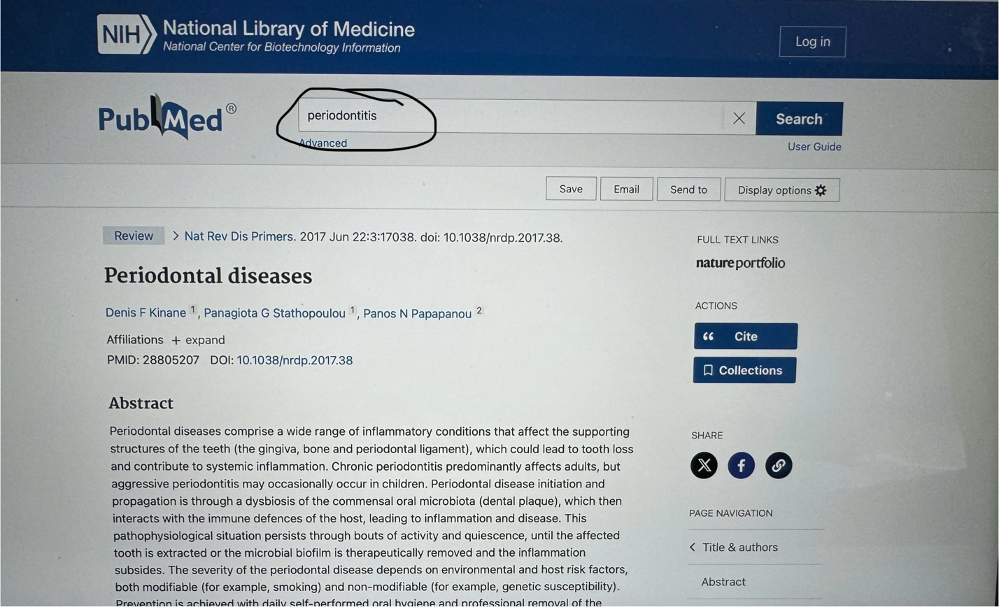 NIH National Library of Medicine
National Center for Biotechnology Information
Log in
PubMed®
periodontitis
Search
Advanced
User Guide
Save Email Send to Display options
Review > Nat Rev Dis Primers. 2017 Jun 22:3:17038. doi: 10.1038/nrdp.2017.38.
Periodontal diseases
Denis F Kinane 1, Panagiota G Stathopoulou 1, Panos N Papapanou 2
Affiliations + expand
PMID: 28805207 DOI: 10.1038/nrdp.2017.38
Abstract
Periodontal diseases comprise a wide range of inflammatory conditions that affect the supporting
structures of the teeth (the gingiva, bone and periodontal ligament), which could lead to tooth loss
and contribute to systemic inflammation. Chronic periodontitis predominantly affects adults, but
aggressive periodontitis may occasionally occur in children. Periodontal disease initiation and
propagation is through a dysbiosis of the commensal oral microbiota (dental plaque), which then
interacts with the immune defences of the host, leading to inflammation and disease. This
pathophysiological situation persists through bouts of activity and quiescence, until the affected
tooth is extracted or the microbial biofilm is therapeutically removed and the inflammation
subsides. The severity of the periodontal disease depends on environmental and host risk factors,
both modifiable (for example, smoking) and non-modifiable (for example, genetic susceptibility).
Prevention is achieved with daily self-performed oral hygiene and professional removal of the
FULL TEXT LINKS
nature portfolio
ACTIONS
Cite
Collections
SHARE
PAGE NAVIGATION
< Title & authors
Abstract